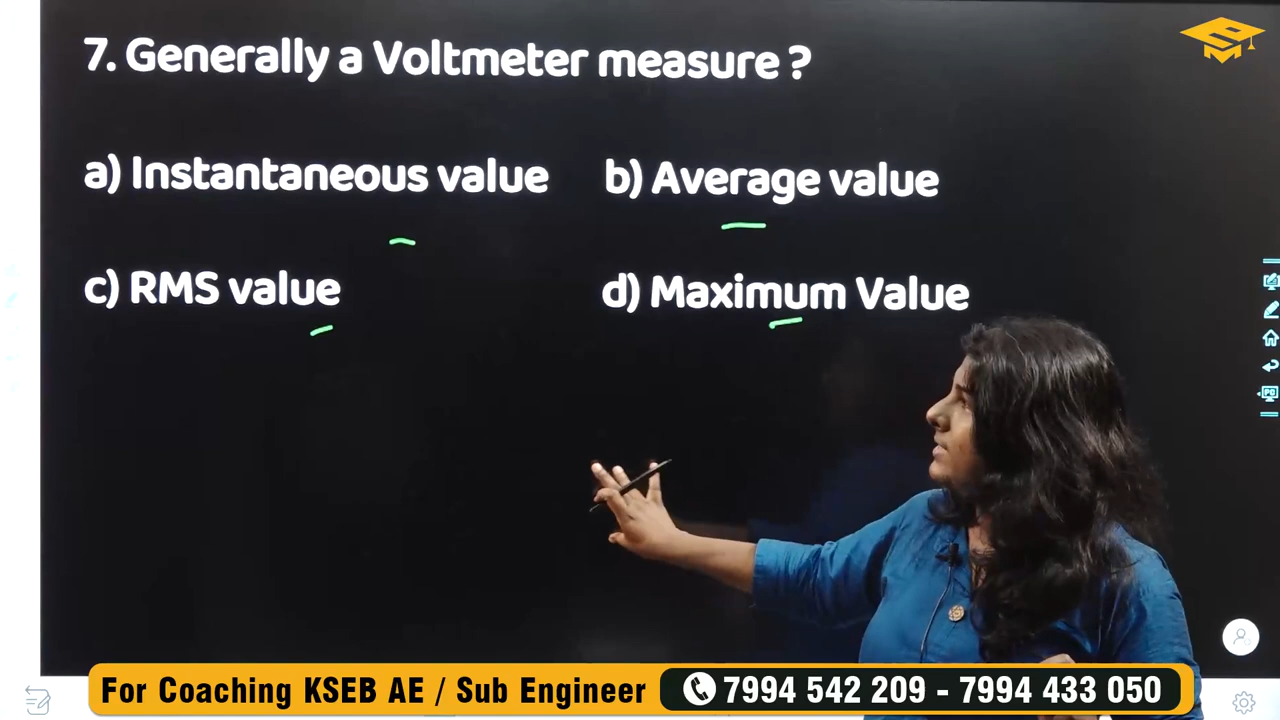 7. Generally a Voltmeter measure ?
a) Instantaneous value b) Average value
c) RMS value d) Maximum Value
For Coaching KSEB AE / Sub Engineer 7994 542 209 - 7994 433 050